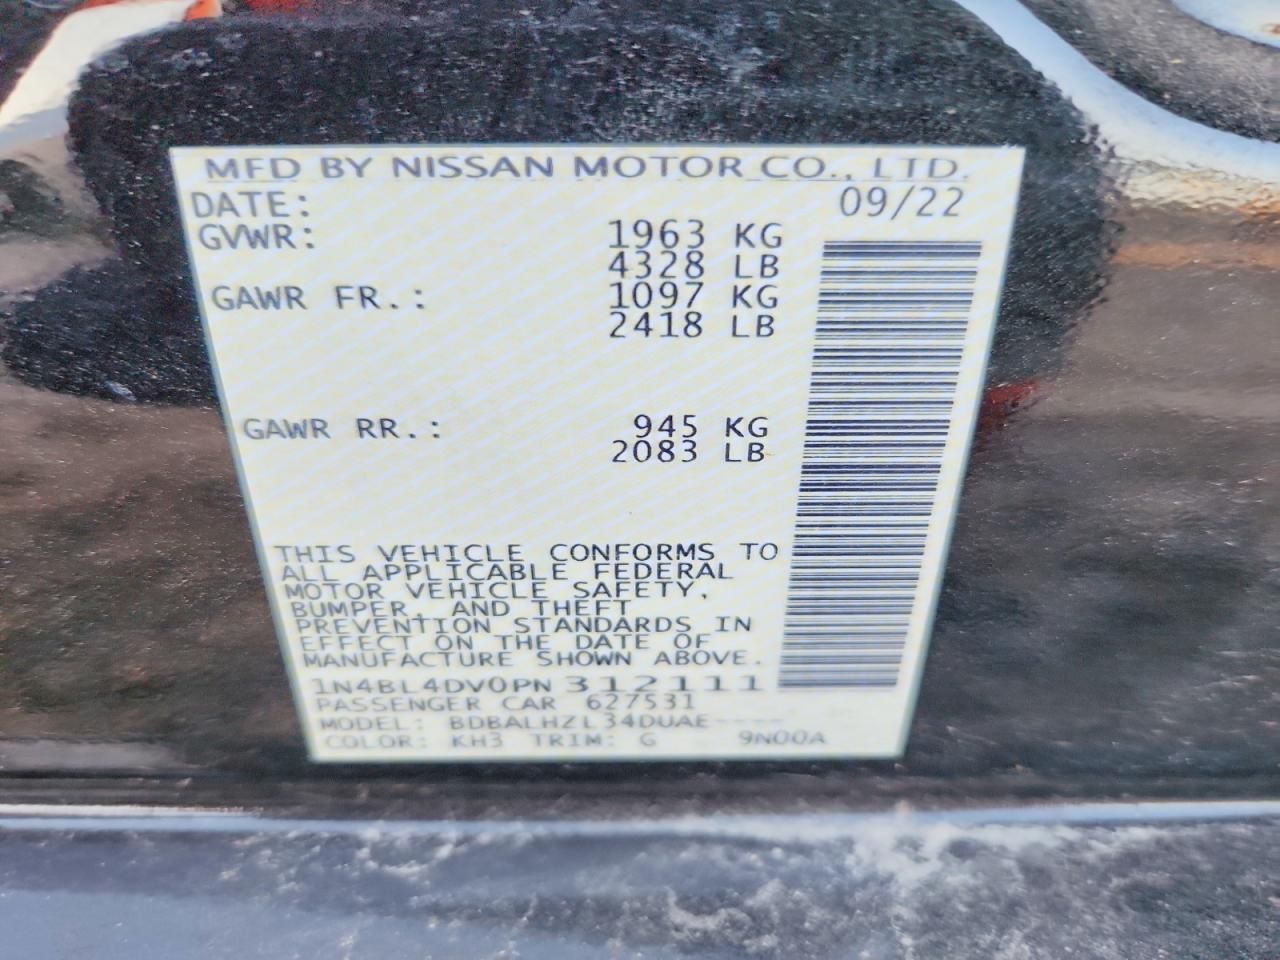 MFD BY NISSAN MOTOR CO., LTD.
DATE: 09/22
GVWR: 1963 KG
4328 LB
GAWR FR.: 1097 KG
2418 LB
GAWR RR.: 945 KG
2083 LB
THIS VEHICLE CONFORMS TO
ALL APPLICABLE FEDERAL
MOTOR VEHICLE SAFETY,
BUMPER, AND THEFT
PREVENTION STANDARDS IN
EFFECT ON THE DATE OF
MANUFACTURE SHOWN ABOVE.
1N4BL4DV0PN312111
PASSENGER CAR 627531
MODEL: BDBALHZL34DUAE----
COLOR: KH3 TRIM: G 9N00A